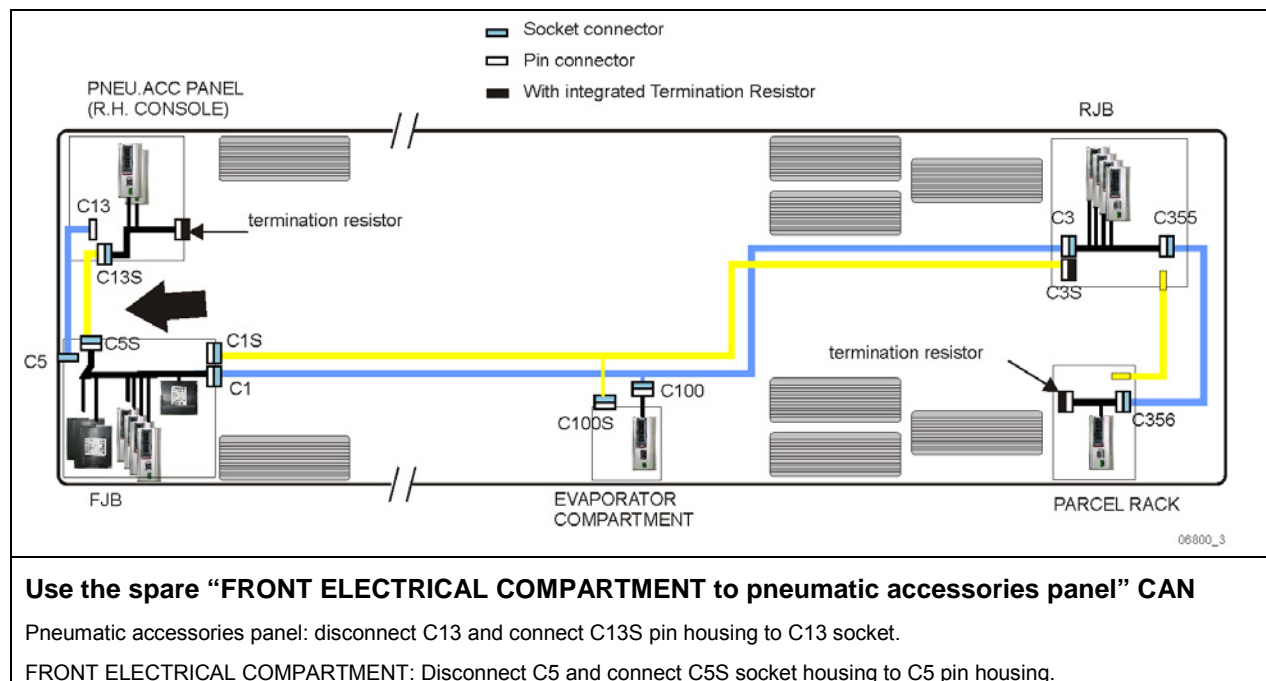 Socket connector
Pin connector
With integrated Termination Resistor
PNEU.ACC PANEL
(R.H. CONSOLE)
RJB
C13
termination resistor
C3
C355
C13S
C3S
C5
C5S
C1S
C1
termination resistor
C100
C100S
C356
FJB
EVAPORATOR
COMPARTMENT
PARCEL RACK
06800_3
Use the spare “FRONT ELECTRICAL COMPARTMENT to pneumatic accessories panel” CAN
Pneumatic accessories panel: disconnect C13 and connect C13S pin housing to C13 socket.
FRONT ELECTRICAL COMPARTMENT: Disconnect C5 and connect C5S socket housing to C5 pin housing.